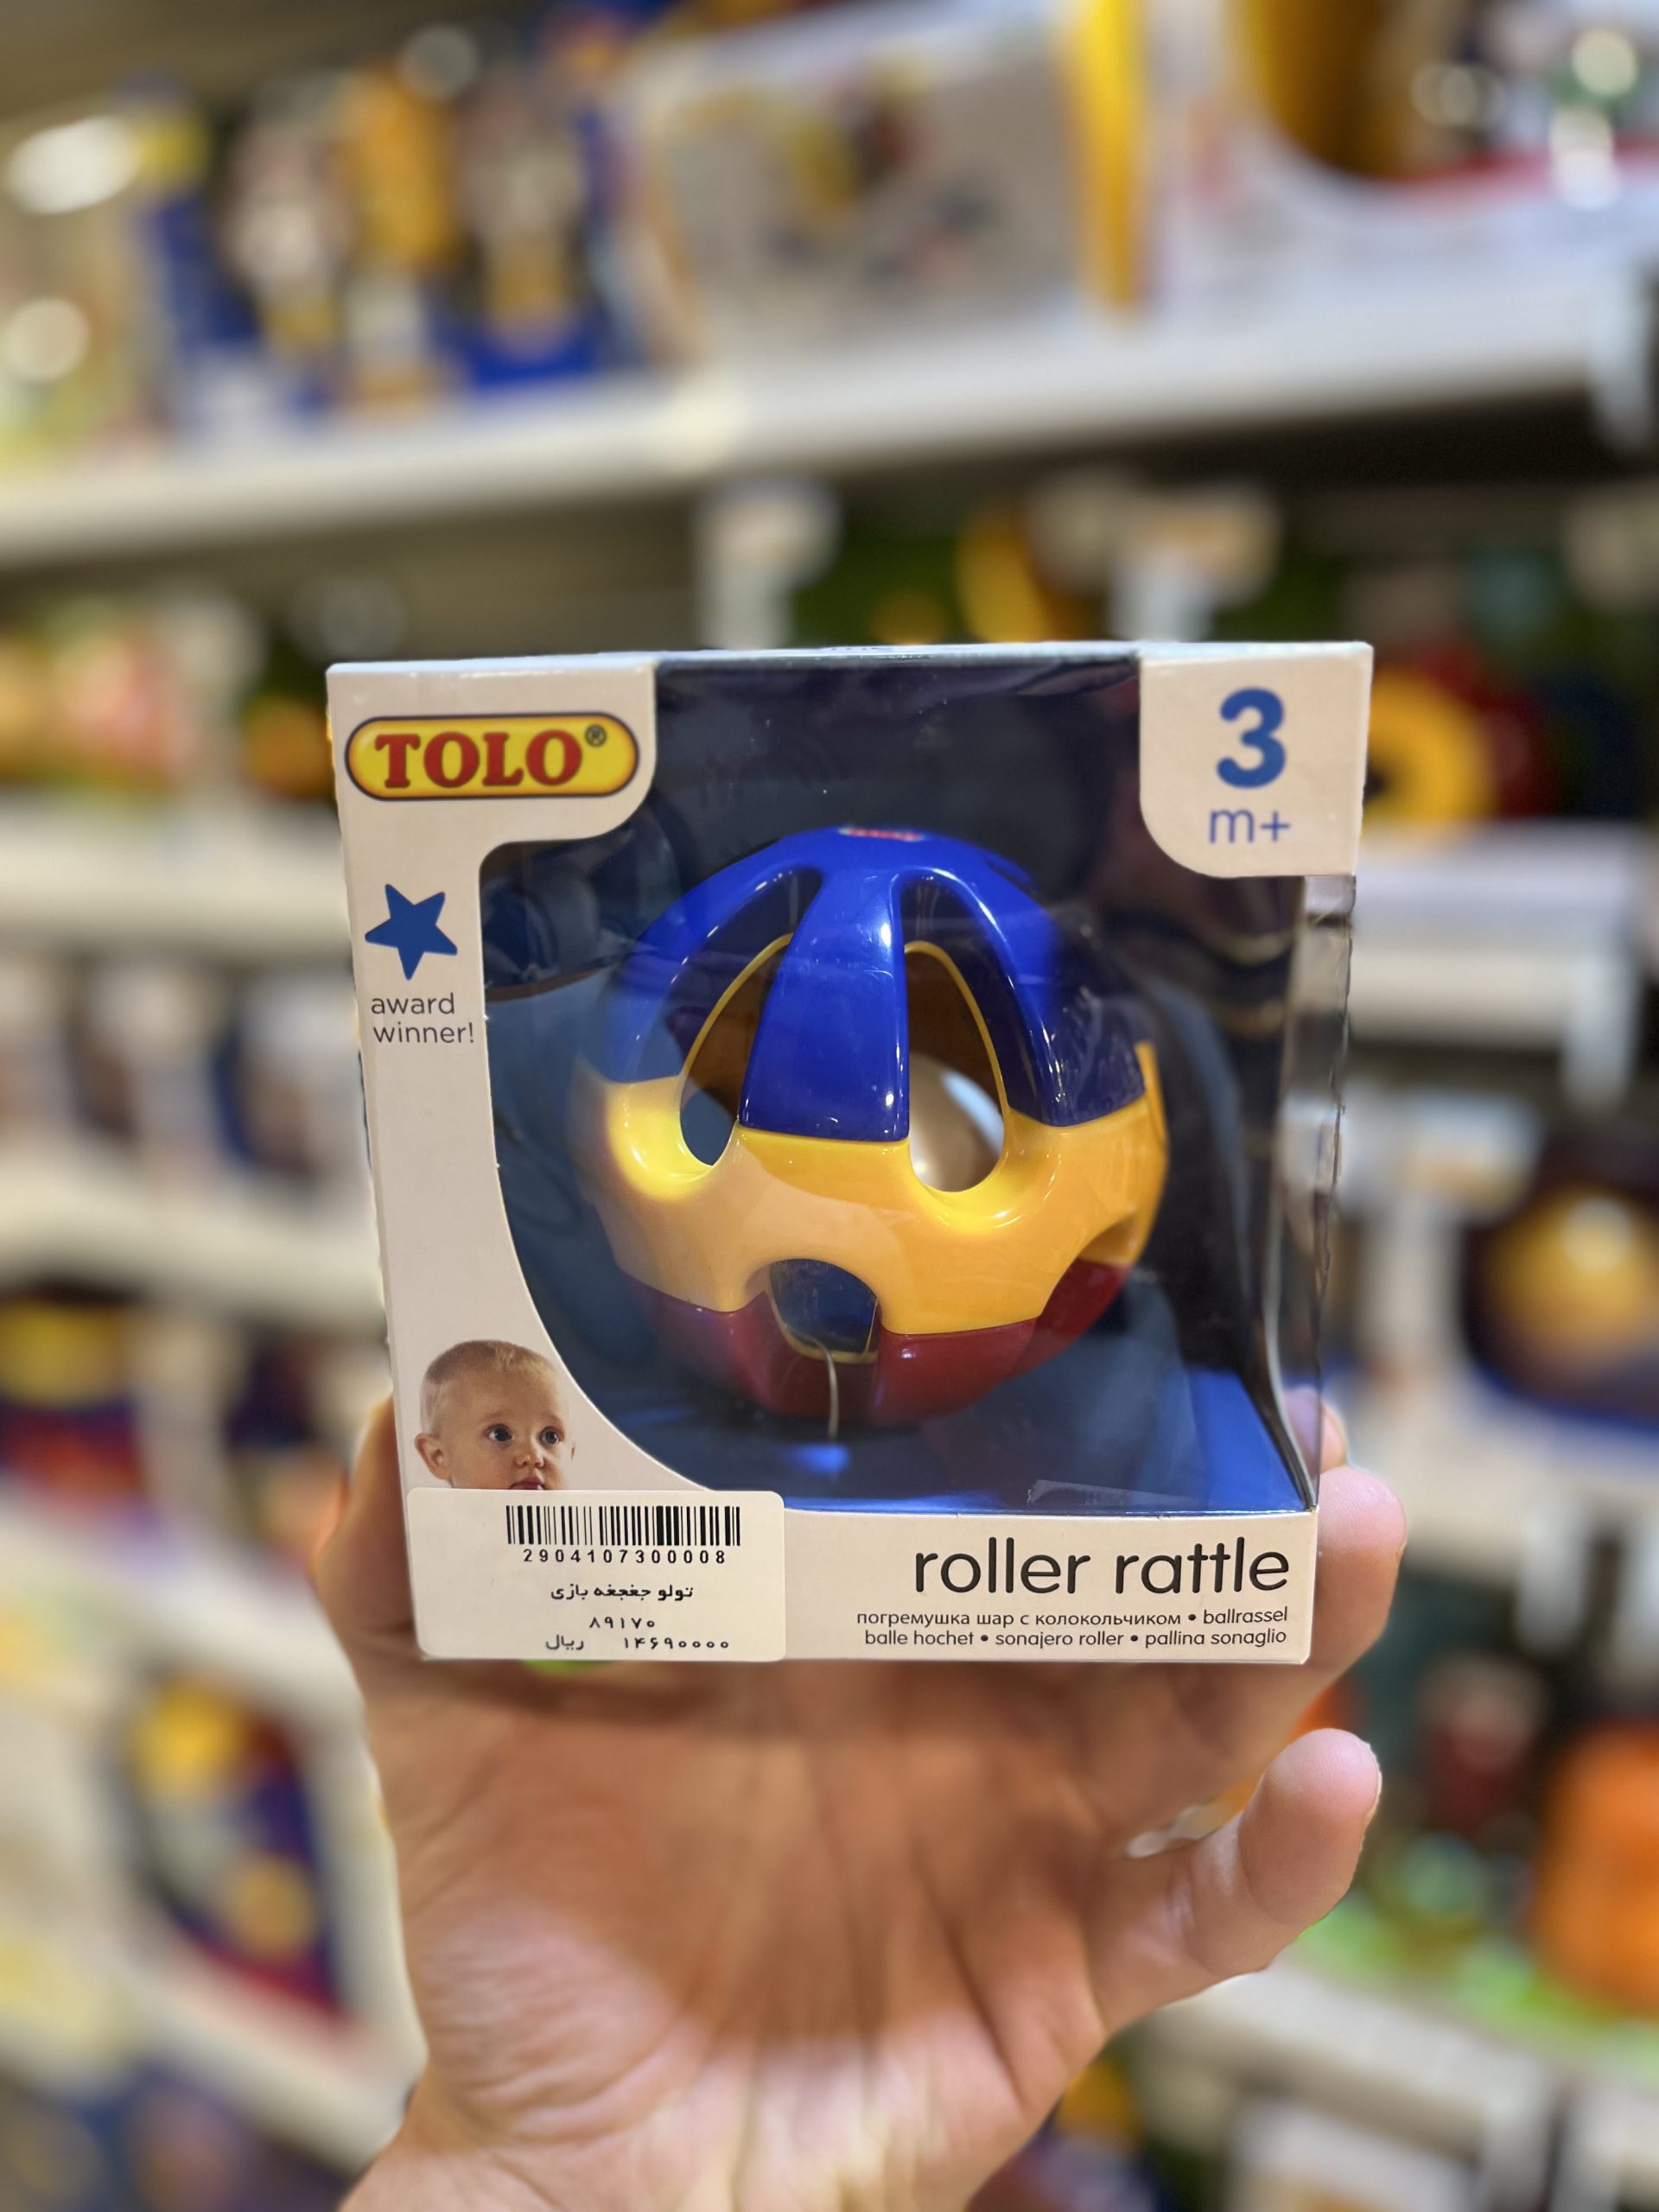 TOLO®
3
m+
award
winner!
2904107300008
تولو جغجغه بازی
۸۹۱۷۰
۱۴۶۹۰۰۰۰ ریال
roller rattle
погремушка шар с колокольчиком • ballrassel
balle hochet • sonajero roller • pallina sonaglio